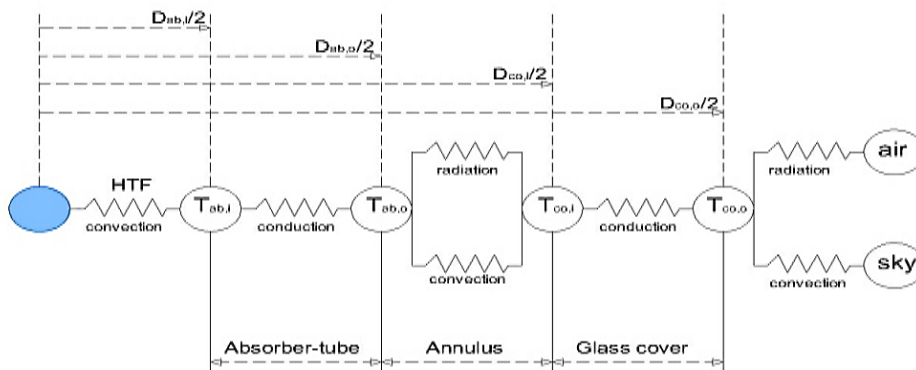 Dab,i/2
Dab,o/2
Dco,i/2
Dco,o/2
HTF
convection
Tab,i
conduction
Tab,o
radiation
convection
Tco,i
conduction
Tco,o
radiation
air
convection
sky
Absorber-tube
Annulus
Glass cover